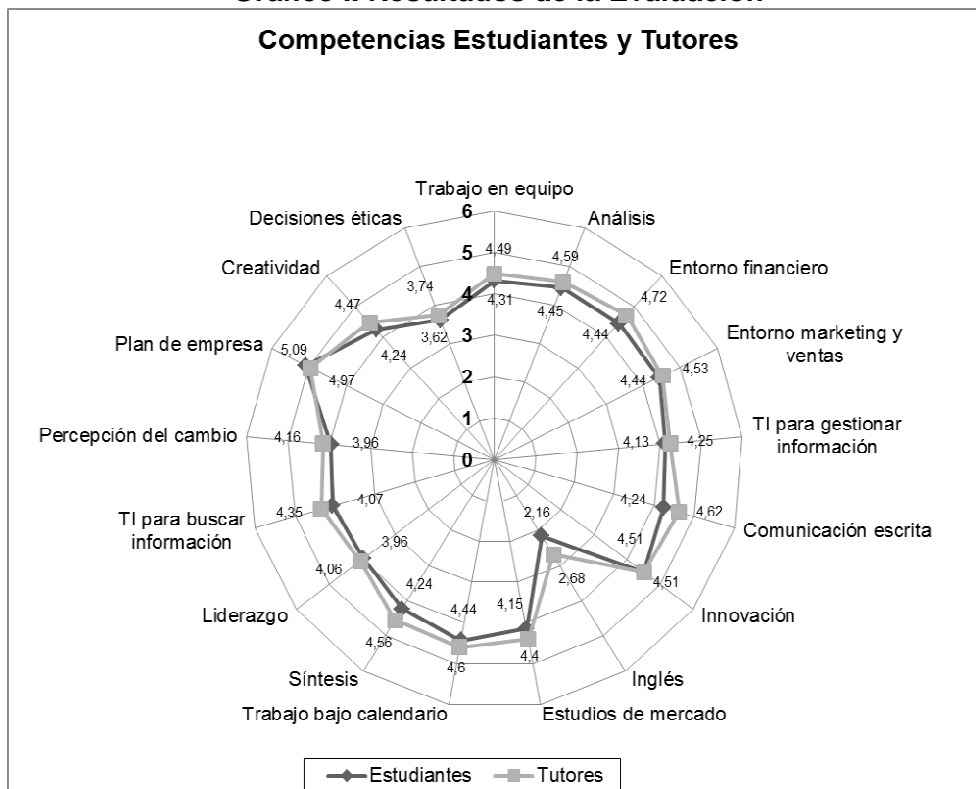 Competencias Estudiantes y Tutores
Trabajo en equipo
Decisiones éticas
Análisis
Creatividad
Entorno financiero
Plan de empresa
Entorno marketing y
ventas
Percepción del cambio
TI para gestionar
información
TI para buscar
información
Comunicación escrita
Liderazgo
Innovación
Síntesis
Inglés
Trabajo bajo calendario
Estudios de mercado
6
5
4
3
2
1
0
4,49
4,31
4,59
4,45
4,72
4,44
4,53
4,44
4,25
4,13
4,62
4,24
4,51
4,51
2,16
2,68
4,15
4,4
4,44
4,6
4,24
4,56
3,96
4,06
4,07
4,35
3,96
4,16
5,09
4,97
4,47
4,24
3,74
3,62
Estudiantes
Tutores